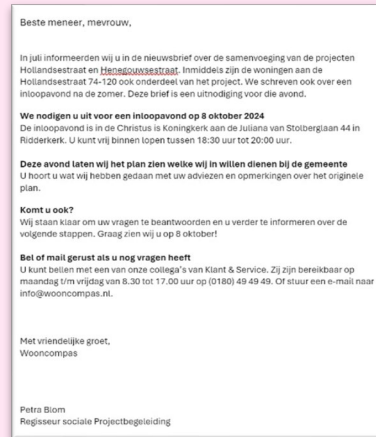 Beste meneer, mevrouw,
In juli informeerden wij u in de nieuwsbrief over de samenvoeging van de projecten
Hollandsestraat en Henegouwsestraat. Inmiddels zijn de woningen aan de
Hollandsestraat 74-120 ook onderdeel van het project. We schreven ook over een
inloopavond na de zomer. Deze brief is een uitnodiging voor die avond.
We nodigen u uit voor een inloopavond op 8 oktober 2024
De inloopavond is in de Christus is Koningkerk aan de Juliana van Stolberglaan 44 in
Ridderkerk. U kunt vrij binnen lopen tussen 18:30 uur tot 20:00 uur.
Deze avond laten wij het plan zien welke wij in willen dienen bij de gemeente
U hoort u wat wij hebben gedaan met uw adviezen en opmerkingen over het originele
plan.
Komt u ook?
Wij staan klaar om uw vragen te beantwoorden en u verder te informeren over de
volgende stappen. Graag zien wij u op 8 oktober!
Bel of mail gerust als u nog vragen heeft
U kunt bellen met een van onze collega's van Klant & Service. Zij zijn bereikbaar op
maandag t/m vrijdag van 8.30 tot 17.00 uur op (0180) 49 49 49. Of stuur een e-mail naar
info@wooncompas.nl.
Met vriendelijke groet,
Wooncompas
Petra Blom
Regisseur sociale Projectbegeleiding